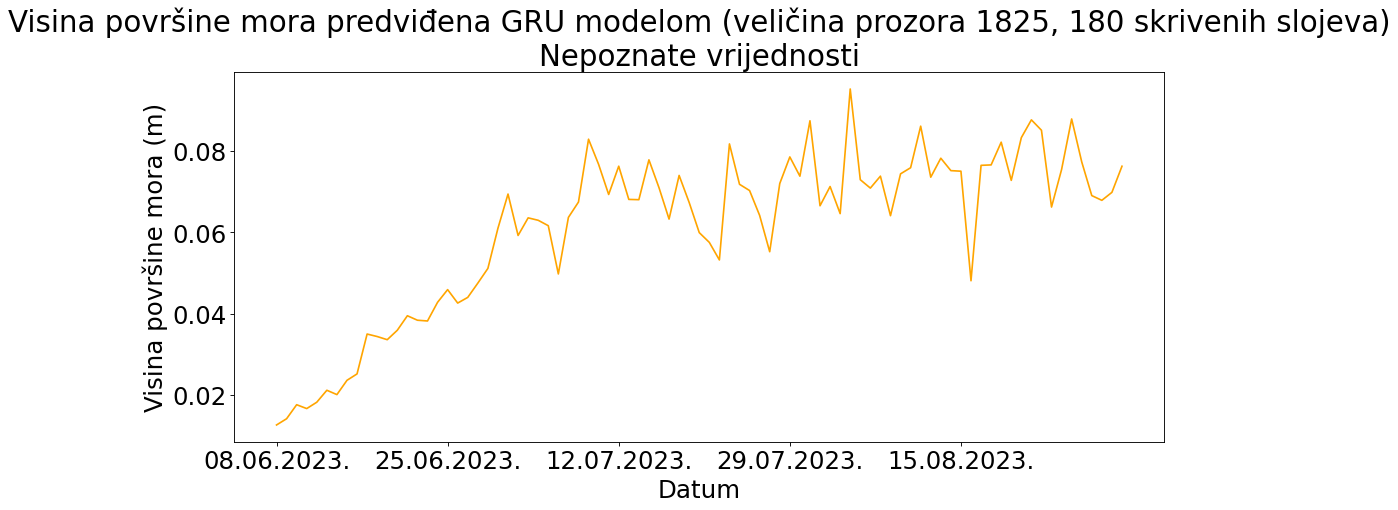 Visina površine mora predviđena GRU modelom (veličina prozora 1825, 180 skrivenih slojeva)
Nepoznate vrijednosti
Visina površine mora (m)
0.08
0.06
0.04
0.02
08.06.2023. 25.06.2023. 12.07.2023. 29.07.2023. 15.08.2023.
Datum